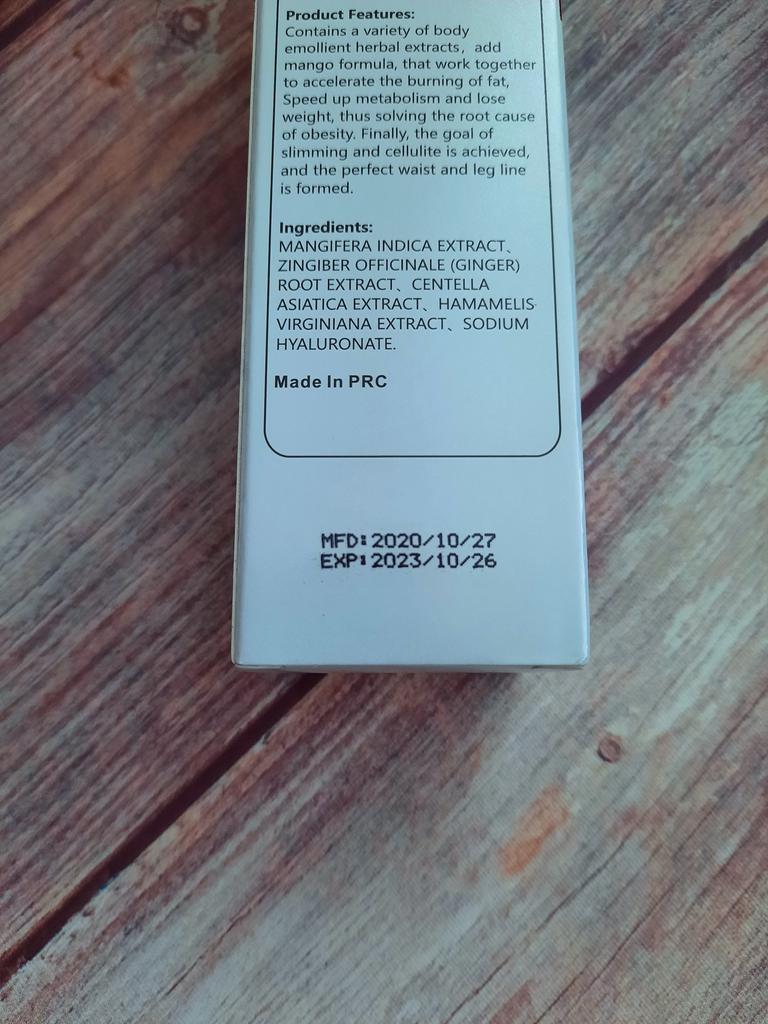 Product Features:
Contains a variety of body
emollient herbal extracts, add
mango formula, that work together
to accelerate the burning of fat,
Speed up metabolism and lose
weight, thus solving the root cause
of obesity. Finally, the goal of
slimming and cellulite is achieved,
and the perfect waist and leg line
is formed.
Ingredients:
MANGIFERA INDICA EXTRACT、
ZINGIBER OFFICINALE (GINGER)
ROOT EXTRACT、CENTELLA
ASIATICA EXTRACT、HAMAMELIS
VIRGINIANA EXTRACT、SODIUM
HYALURONATE.
Made In PRC
MFD:2020/10/27
EXP:2023/10/26